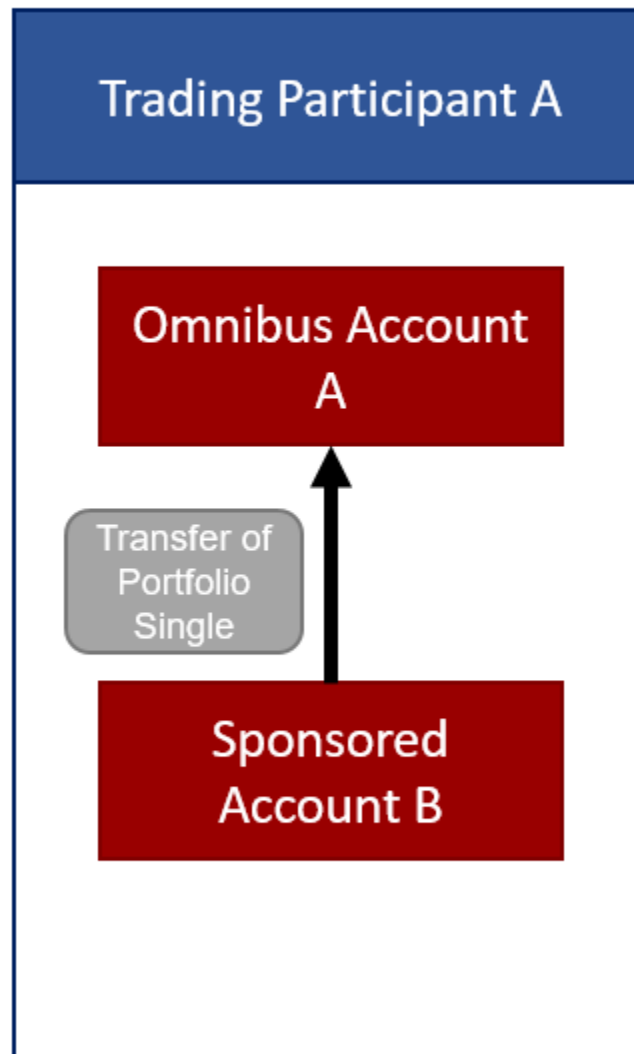 Trading Participant A
Omnibus Account
A
Transfer of
Portfolio
Single
Sponsored
Account B